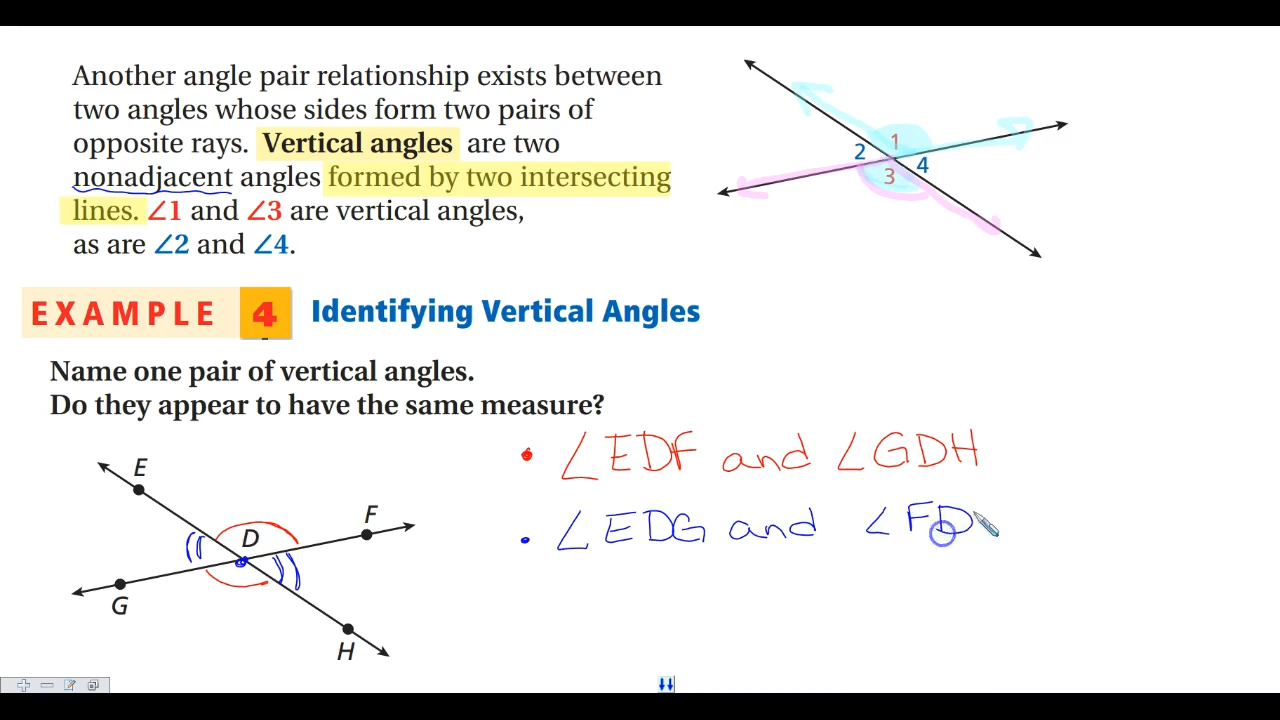 Another angle pair relationship exists between
two angles whose sides form two pairs of
opposite rays. Vertical angles are two
nonadjacent angles formed by two intersecting
lines. ∠1 and ∠3 are vertical angles,
as are ∠2 and ∠4.
1
2
4
3
EXAMPLE 4 Identifying Vertical Angles
Name one pair of vertical angles.
Do they appear to have the same measure?
• ∠EDF and ∠GDH
• ∠EDG and ∠FD
E
F
D
G
H